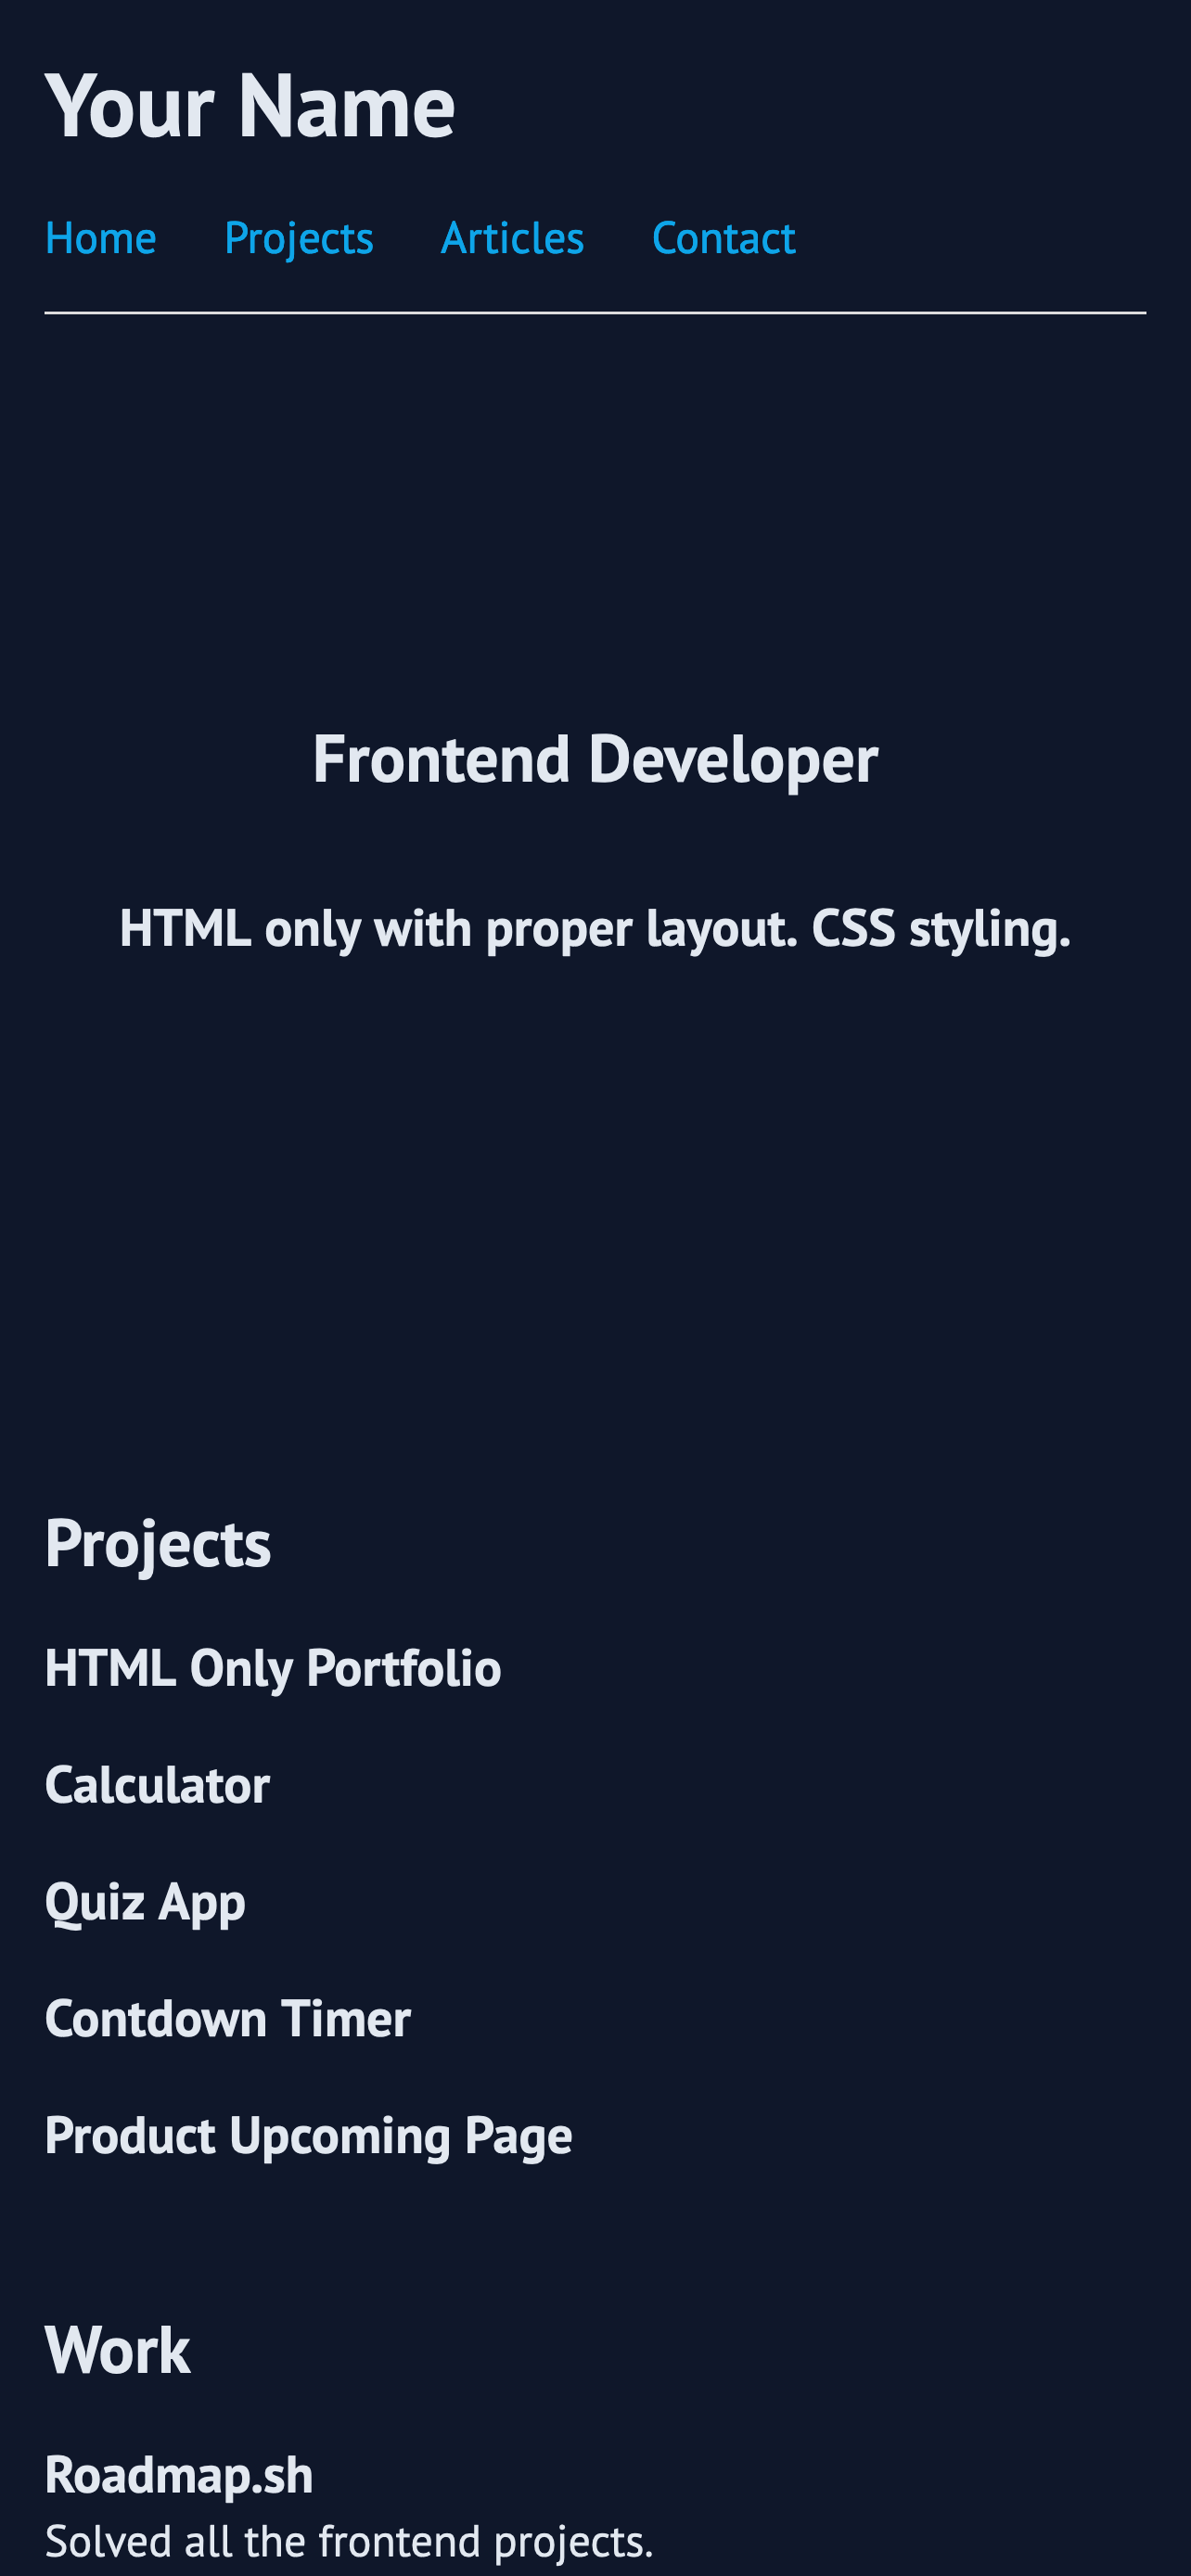 Your Name
Home Projects Articles Contact
Frontend Developer
HTML only with proper layout. CSS styling.
Projects
HTML Only Portfolio
Calculator
Quiz App
Contdown Timer
Product Upcoming Page
Work
Roadmap.sh
Solved all the frontend projects.